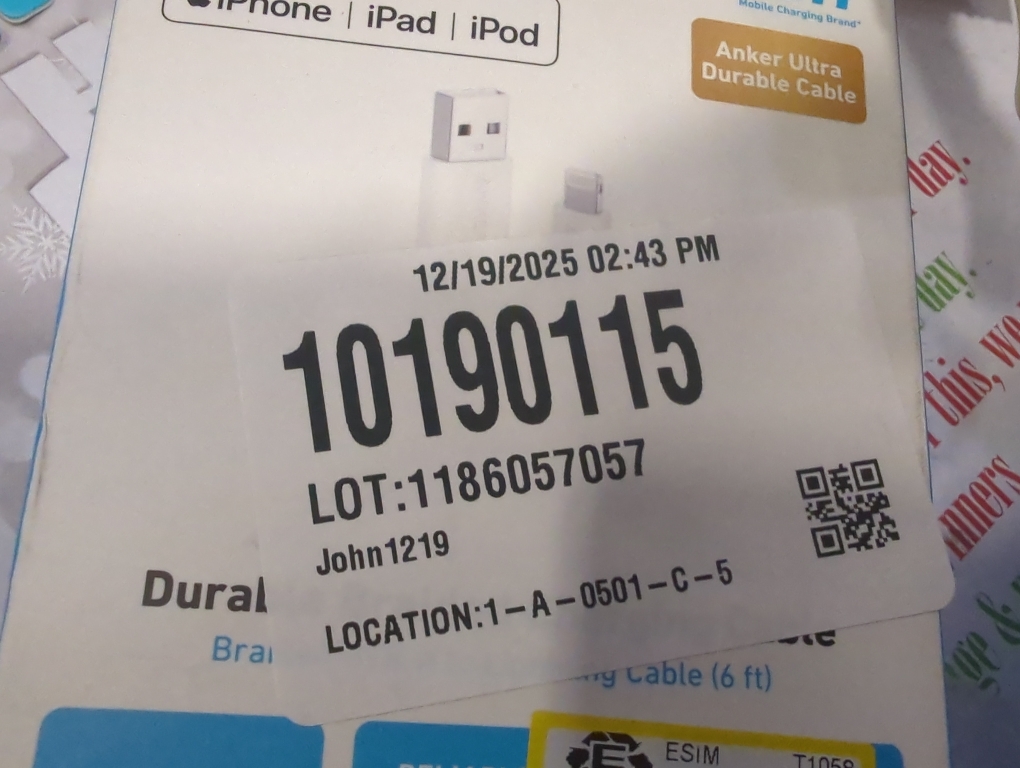 iPhone | iPad | iPod
Mobile Charging Brand*
Anker Ultra
Durable Cable
12/19/2025 02:43 PM
10190115
LOT:1186057057
John1219
LOCATION:1-A-0501-C-5
Cable (6 ft)
ESIM
T1058
day.
day.
this, we